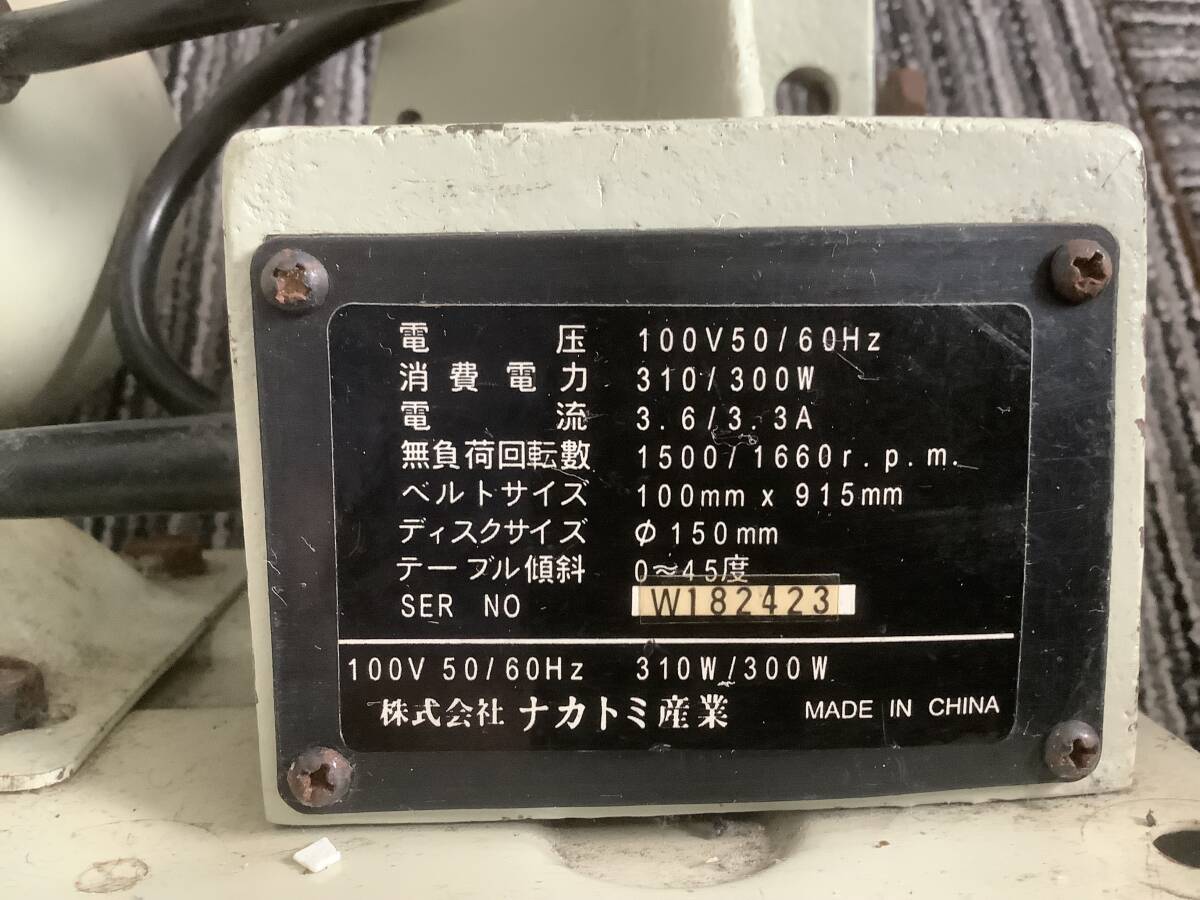 電圧 100V50/60Hz
消費電力 310/300W
電流 3.6/3.3A
無負荷回転數 1500/1660r.p.m.
ベルトサイズ 100mm x 915mm
ディスクサイズ Φ150mm
テーブル傾斜 0≈45度
SER NO W182423
100V 50/60Hz 310W/300W
株式会社 ナカトミ産業 MADE IN CHINA